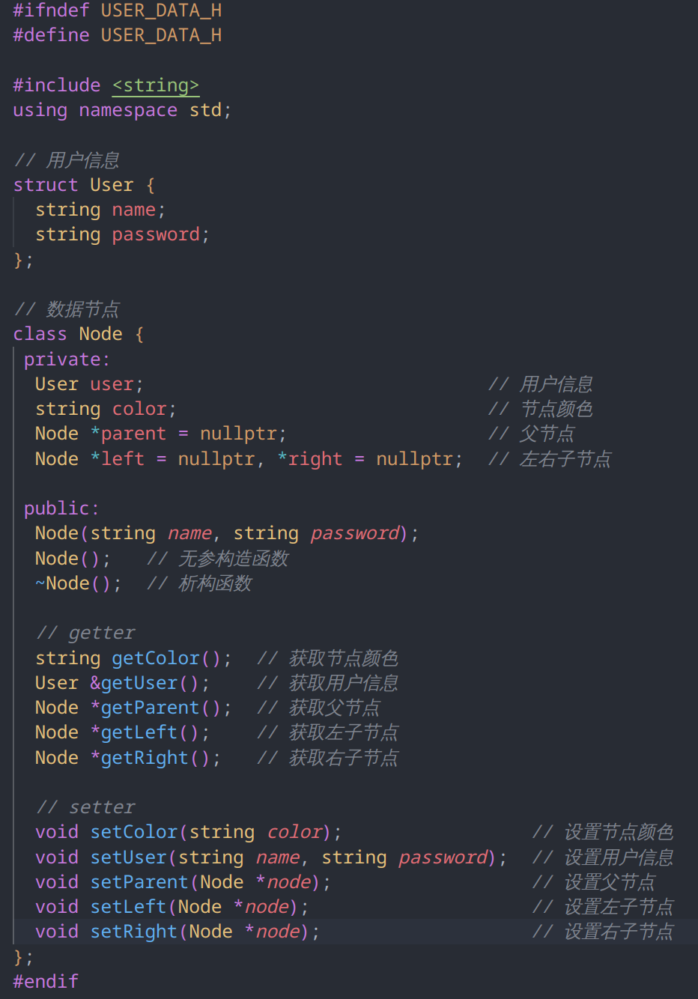 #ifndef USER_DATA_H
#define USER_DATA_H
#include <string>
using namespace std;
// 用户信息
struct User {
string name;
string password;
};
// 数据节点
class Node {
private:
User user; // 用户信息
string color; // 节点颜色
Node *parent = nullptr; // 父节点
Node *left = nullptr, *right = nullptr; // 左右子节点
public:
Node(string name, string password);
Node(); // 无参构造函数
~Node(); // 析构函数
// getter
string getColor(); // 获取节点颜色
User &getUser(); // 获取用户信息
Node *getParent(); // 获取父节点
Node *getLeft(); // 获取左子节点
Node *getRight(); // 获取右子节点
// setter
void setColor(string color); // 设置节点颜色
void setUser(string name, string password); // 设置用户信息
void setParent(Node *node); // 设置父节点
void setLeft(Node *node); // 设置左子节点
void setRight(Node *node); // 设置右子节点
};
#endif